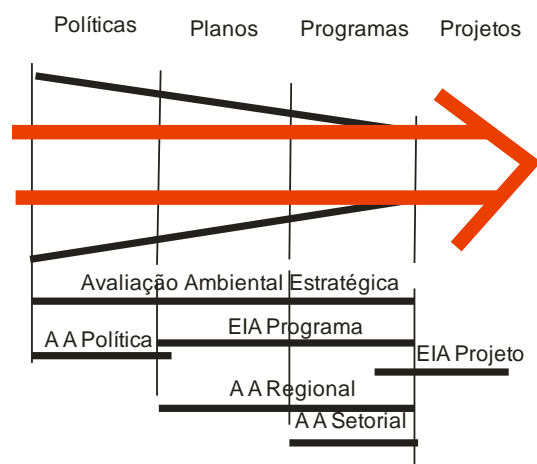 Políticas Planos Programas Projetos
Avaliação Ambiental Estratégica
EIA Programa
A A Política
EIA Projeto
A A Regional
A A Setorial